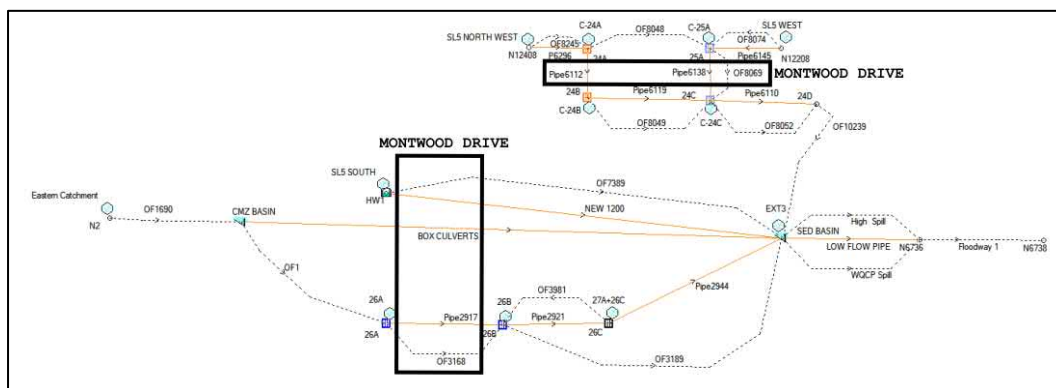 C-24A
OF8048
C-25A
OF8074
SL5 WEST
SL5 NORTH WEST
OF8245
N12408
P6296
24A
25A
Pipe6145
N12208
Pipe6112
Pipe6138
OF8069
MONTWOOD DRIVE
24B
Pipe6119
24C
Pipe6110
24D
C-24B
OF8049
C-24C
OF8052
OF10239
MONTWOOD DRIVE
SL5 SOUTH
HW1
OF7389
NEW 1200
Eastern Catchment
N2
OF1690
CMZ BASIN
BOX CULVERTS
EXT3
SED BASIN
High Spill
LOW FLOW PIPE
N6736
Floodway 1
N6738
WQCP Spill
OF1
26A
26A
Pipe2917
26B
26B
OF3981
Pipe2921
27A+26C
26C
Pipe2944
OF3168
OF3189